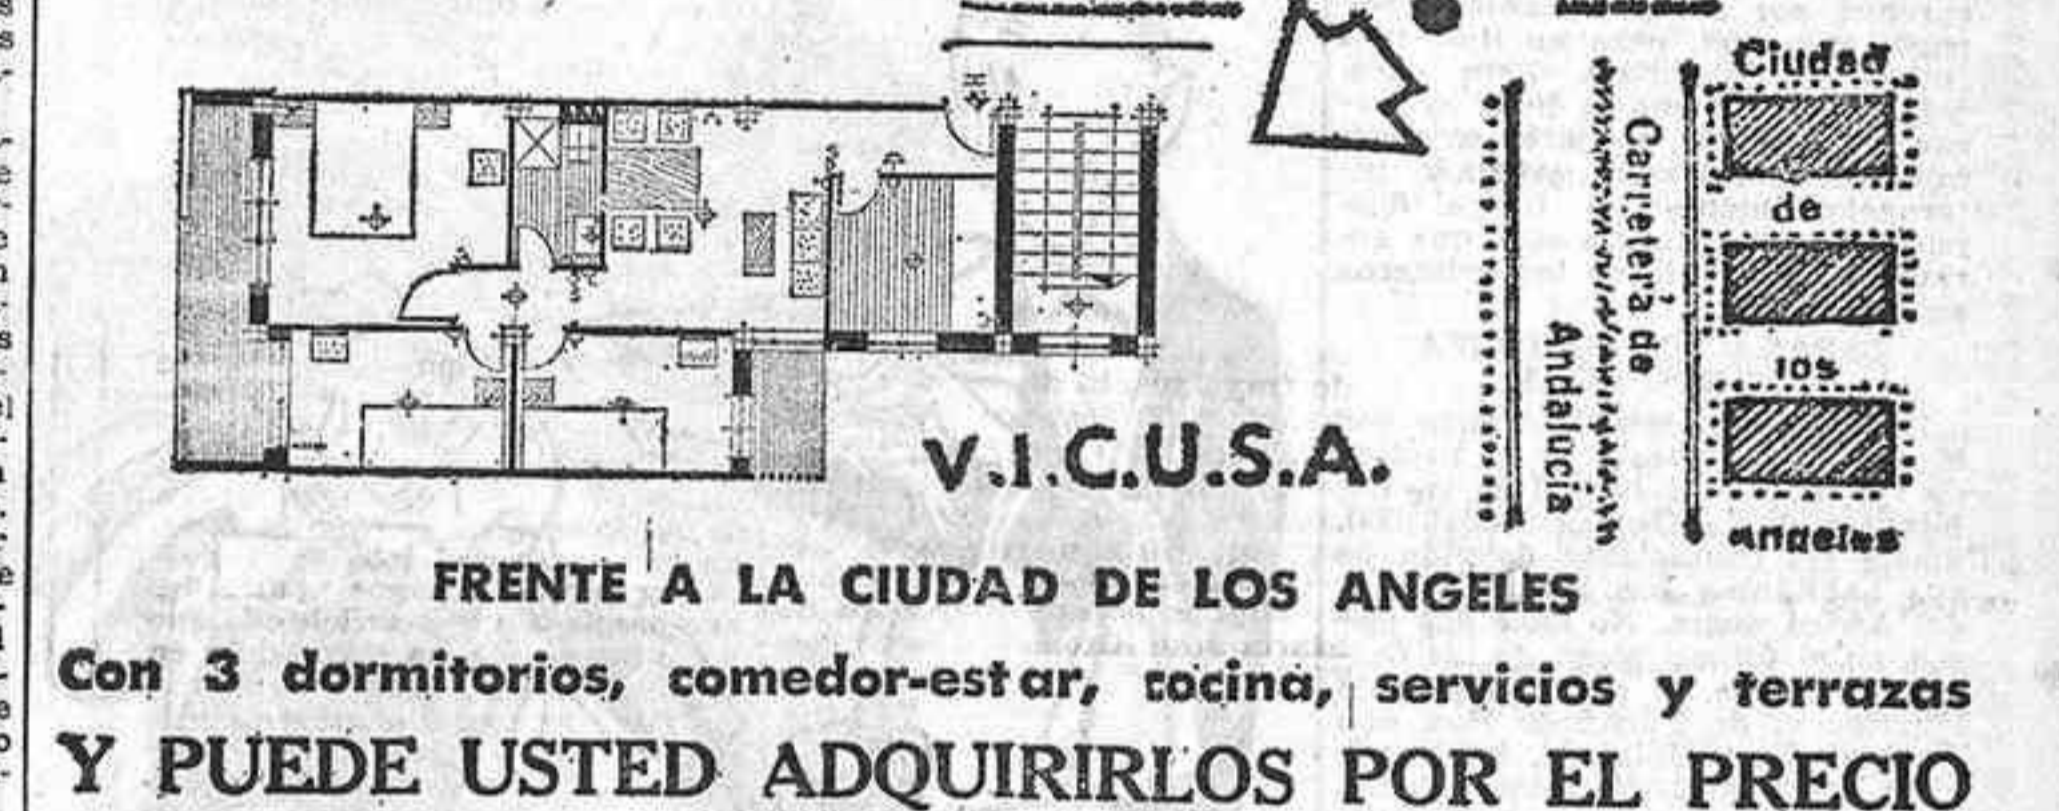 Ciudad
de
los
angeles
Carretera de
Andalucía
V.I.C.U.S.A.
FRENTE A LA CIUDAD DE LOS ANGELES
Con 3 dormitorios, comedor-estar, cocina, servicios y terrazas
Y PUEDE USTED ADQUIRIRLOS POR EL PRECIO